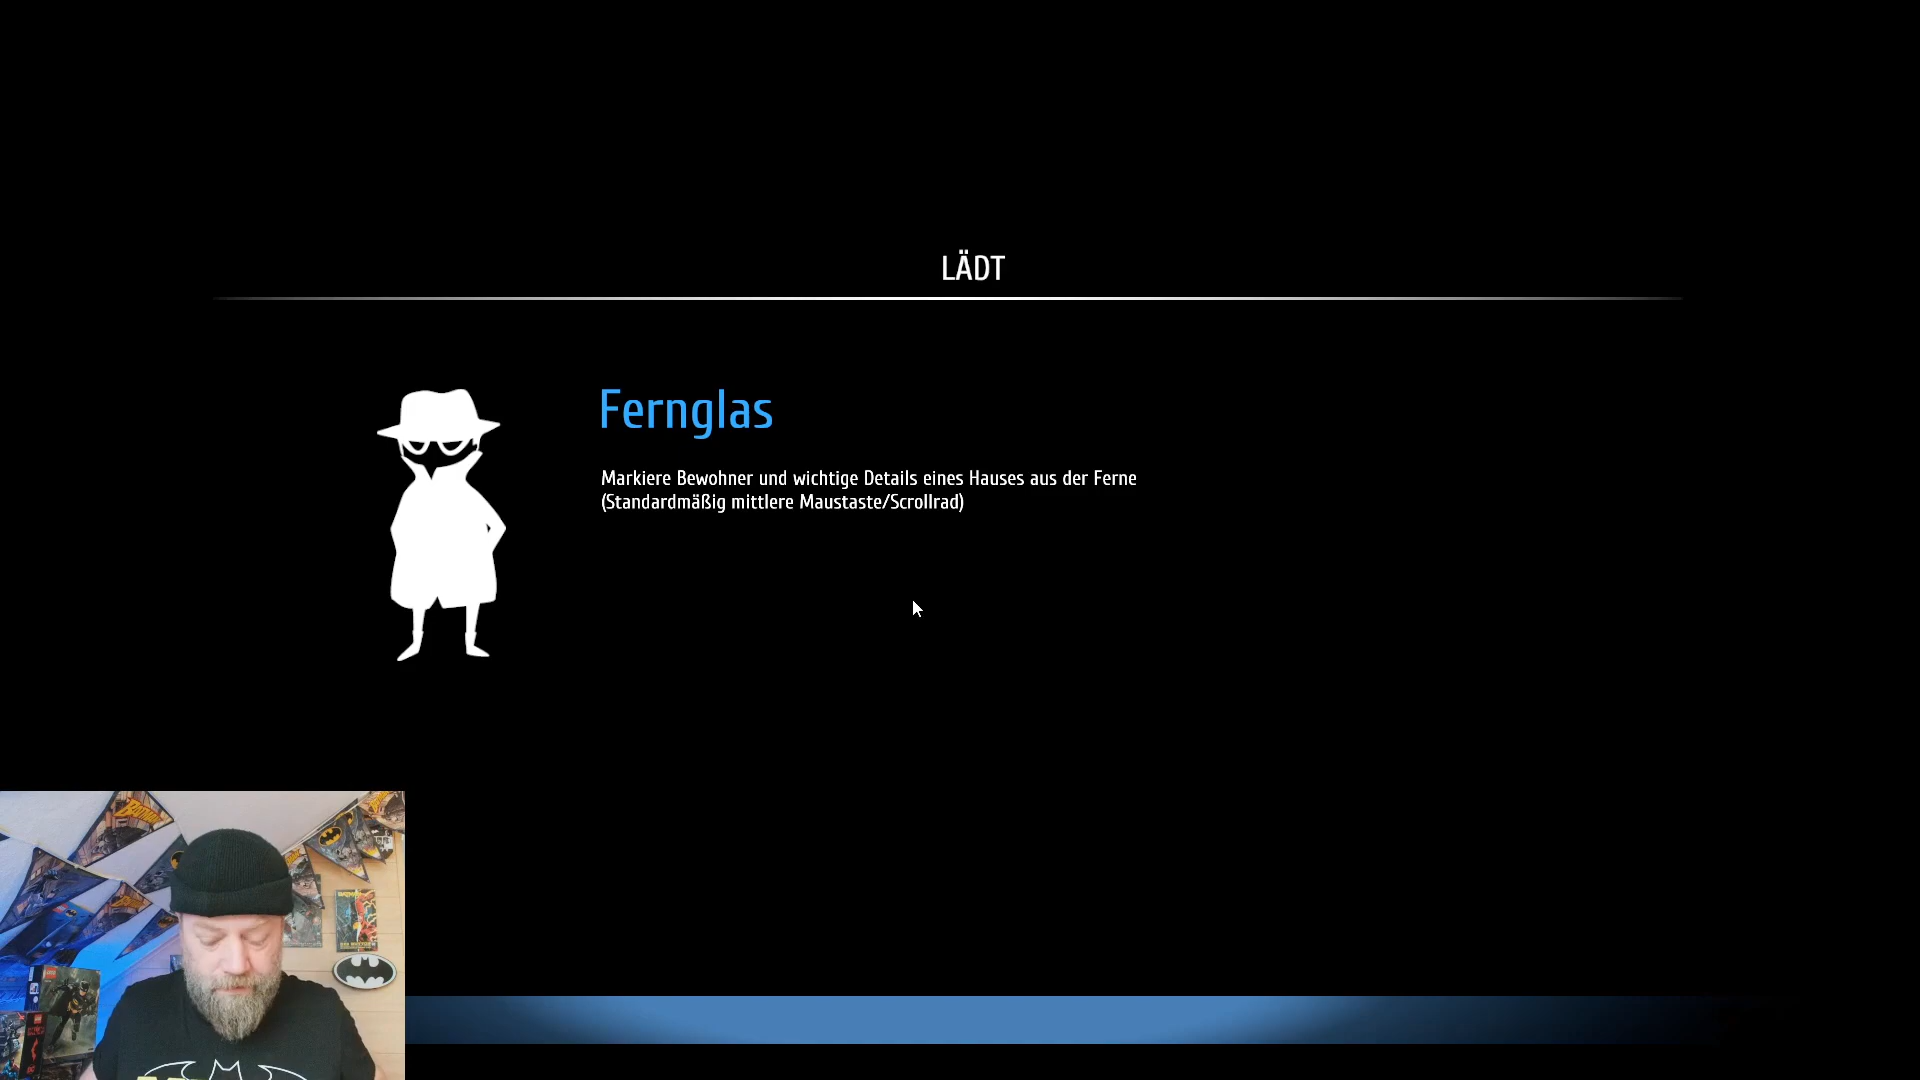 LÄDT
Fernglas
Markiere Bewohner und wichtige Details eines Hauses aus der Ferne
(Standardmäßig mittlere Maustaste/Scrollrad)